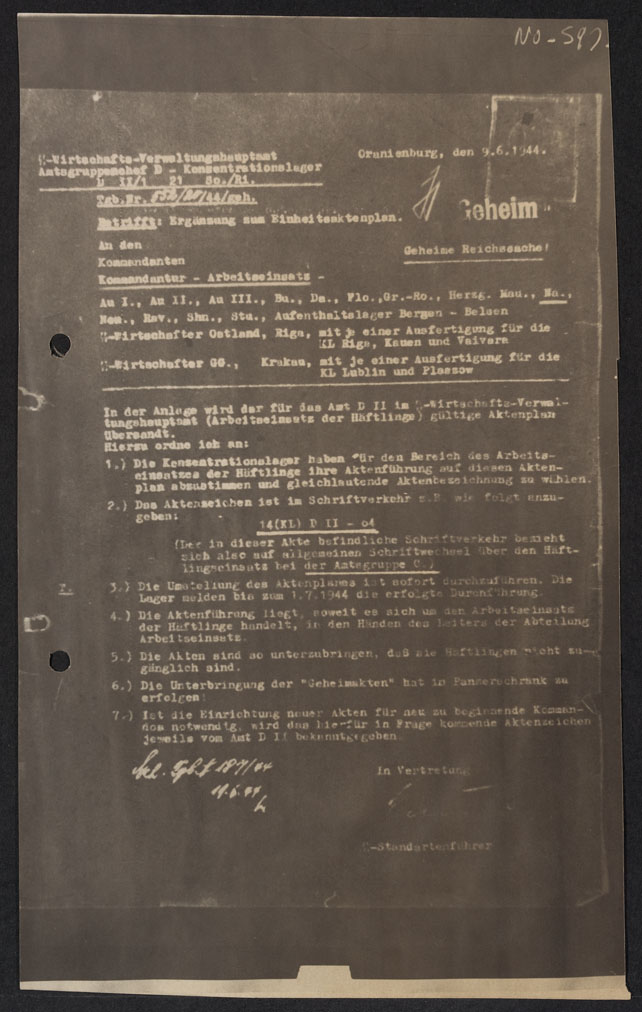 NO-597.
-Wirtschafts-Verwaltungshauptamt
Amtsgruppenchef D - Konzentrationslager
D II/1 21 So./Ri.
Oranienburg, den 9.6.1944.
Tgb.Nr. /44/geh.
Geheim
Betrifft: Ergänzung zum Einheitsaktenplan.
An den
Kommandanten
Geheime Reichssache!
Kommandantur - Arbeitseinsatz -
Au I., Au II., Au III., Bu., Da., Flo.,Gr.-Ro., Herzg. Mau., Na.,
Neu., Rav., Shn., Stu., Aufenthaltslager Bergen - Belsen
-Wirtschafter Ostland, Riga, mit je einer Ausfertigung für die
KL Riga, Kauen und Vaivara
-Wirtschafter GG., Krakau, mit je einer Ausfertigung für die
KL Lublin und Plaszow
In der Anlage wird der für das Amt D II im -Wirtschafts-Verwal-
tungshauptamt (Arbeitseinsatz der Häftlinge) gültige Aktenplan
übersandt.
Hierzu ordne ich an:
1.) Die Konzentrationslager haben für den Bereich des Arbeits-
einsatzes der Häftlinge ihre Aktenführung auf diesen Akten-
plan abzustimmen und gleichlautende Aktenbezeichnung zu wählen.
2.) Das Aktenzeichen ist im Schriftverkehr z.B. wie folgt anzu-
geben:
14(KL) D II - o4
(Der in dieser Akte befindliche Schriftverkehr bezieht
sich also auf allgemeinen Schriftwechsel über den Häft-
lingseinsatz bei der Amtsgruppe C.)
3.) Die Umstellung des Aktenplanes ist sofort durchzuführen. Die
Lager melden bis zum 1.7.1944 die erfolgte Durchführung.
4.) Die Aktenführung liegt, soweit es sich um den Arbeitseinsatz
der Häftlinge handelt, in den Händen des Leiters der Abteilung
Arbeitseinsatz.
5.) Die Akten sind so unterzubringen, daß sie Häftlingen nicht zu-
gänglich sind.
6.) Die Unterbringung der "Geheimakten" hat in Panzerschrank zu
erfolgen!
7.) Ist die Einrichtung neuer Akten für neu zu beginnende Komman-
dos notwendig, wird das hierfür in Frage kommende Aktenzeichen
jeweils vom Amt D II bekanntgegeben.
In Vertretung
11.6.44
-Standartenführer